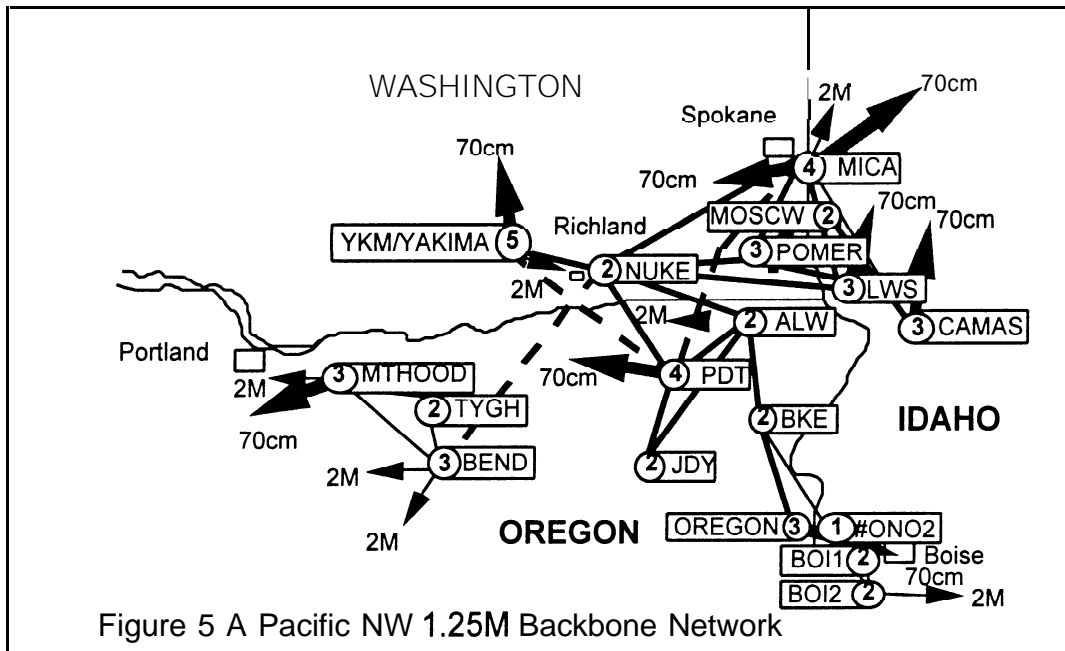 WASHINGTON
2M
70cm
Spokane
70cm
4 MICA
70cm
MOSCW 2
70cm
70cm
YKM/YAKIMA 5
Richland
3 POMER
2 NUKE
2M
3 LWS
2M
2 ALW
3 CAMAS
Portland
2M
3 MTHOOD
70cm
4 PDT
70cm
2 TYGH
2 BKE
IDAHO
2M
3 BEND
2 JDY
2M
OREGON
OREGON 3
1 #ONO2
Boise
BOI1 2
70cm
BOI2 2
2M
Figure 5 A Pacific NW 1.25M Backbone Network